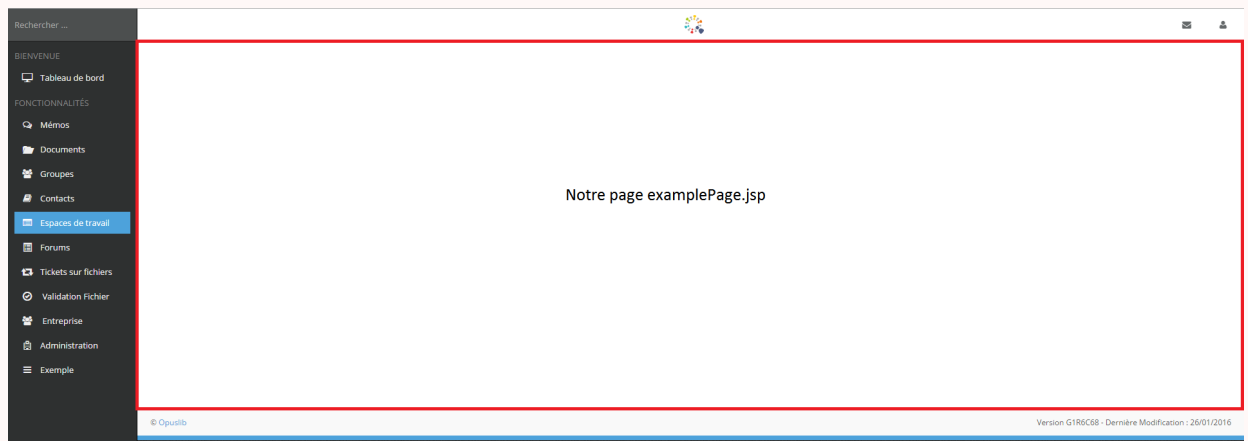 Rechercher ...
BIENVENUE
Tableau de bord
FONCTIONNALITÉS
Mémos
Documents
Groupes
Contacts
Espaces de travail
Forums
Tickets sur fichiers
Validation Fichier
Entreprise
Administration
Exemple
Notre page examplePage.jsp
© Opuslib
Version G1R6C68 - Dernière Modification : 26/01/2016